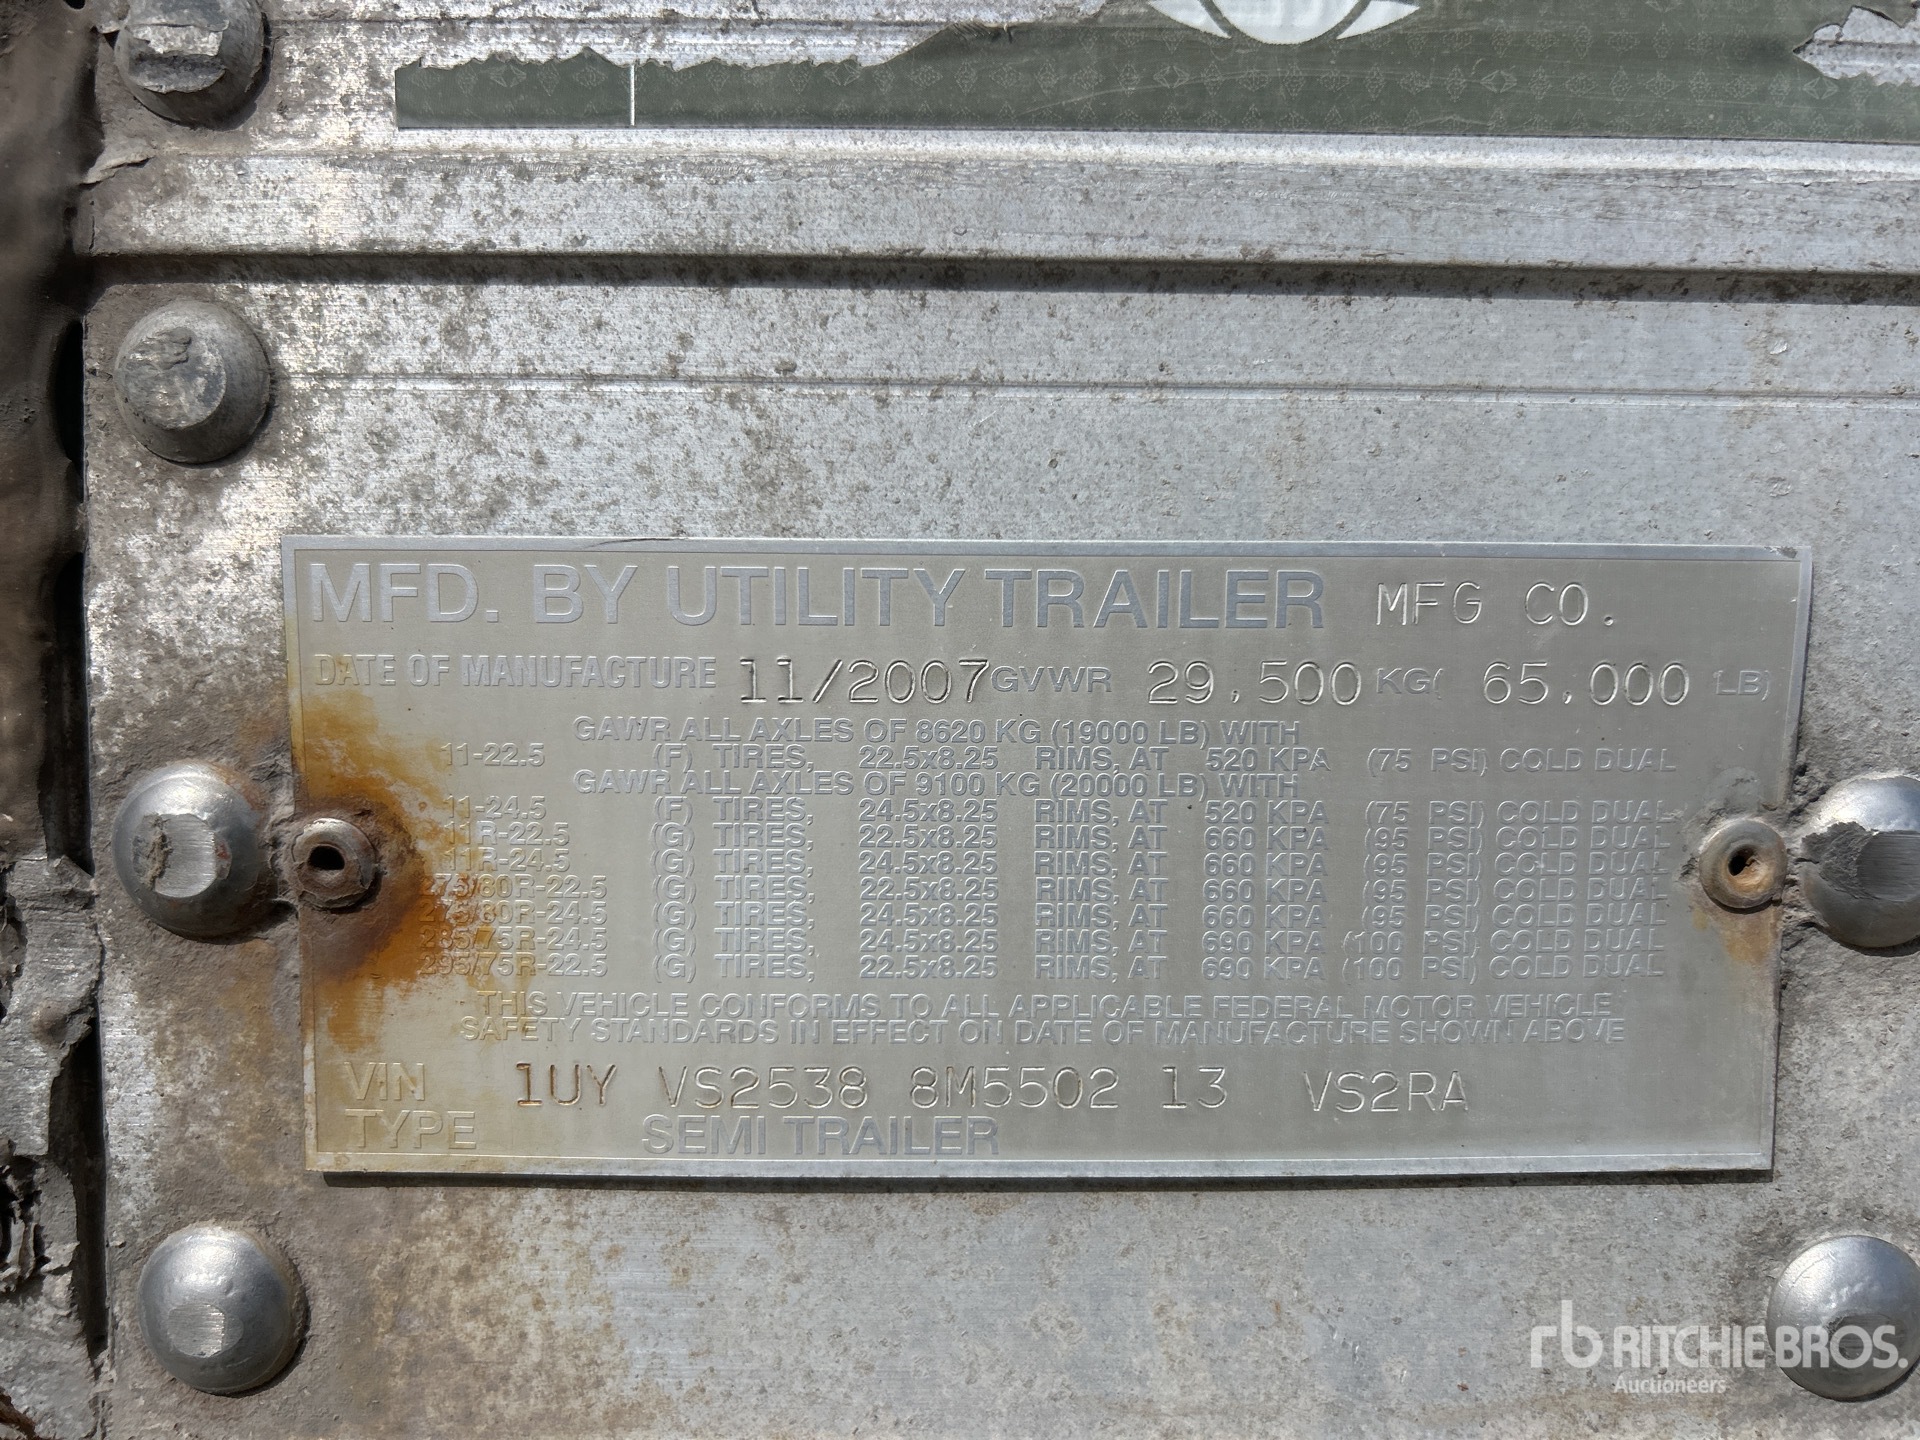 MFD. BY UTILITY TRAILER MFG CO.
DATE OF MANUFACTURE 11/2007 GVWR 29,500 KG( 65,000 LB)
GAWR ALL AXLES OF 8620 KG (19000 LB) WITH
11-22.5 (F) TIRES, 22.5x8.25 RIMS, AT 520 KPA (75 PSI) COLD DUAL
GAWR ALL AXLES OF 9100 KG (20000 LB) WITH
11-24.5 (F) TIRES, 24.5x8.25 RIMS, AT 520 KPA (75 PSI) COLD DUAL
11R-22.5 (G) TIRES, 22.5x8.25 RIMS, AT 660 KPA (95 PSI) COLD DUAL
11R-24.5 (G) TIRES, 24.5x8.25 RIMS, AT 660 KPA (95 PSI) COLD DUAL
275/80R-22.5 (G) TIRES, 22.5x8.25 RIMS, AT 660 KPA (95 PSI) COLD DUAL
275/80R-24.5 (G) TIRES, 24.5x8.25 RIMS, AT 660 KPA (95 PSI) COLD DUAL
285/75R-24.5 (G) TIRES, 24.5x8.25 RIMS, AT 690 KPA (100 PSI) COLD DUAL
295/75R-22.5 (G) TIRES, 22.5x8.25 RIMS, AT 690 KPA (100 PSI) COLD DUAL
THIS VEHICLE CONFORMS TO ALL APPLICABLE FEDERAL MOTOR VEHICLE
SAFETY STANDARDS IN EFFECT ON DATE OF MANUFACTURE SHOWN ABOVE
VIN 1UY VS2538 8M5502 13 VS2RA
TYPE SEMI TRAILER
rb RITCHIE BROS.
Auctioneers